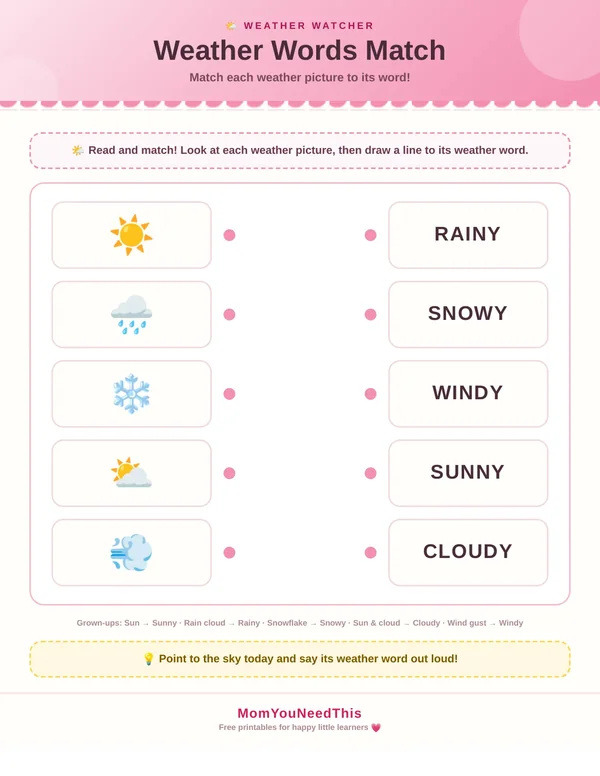 🌤️ WEATHER WATCHER
Weather Words Match
Match each weather picture to its word!
🌤️ Read and match! Look at each weather picture, then draw a line to its weather word.
RAINY
SNOWY
WINDY
SUNNY
CLOUDY
Grown-ups: Sun → Sunny · Rain cloud → Rainy · Snowflake → Snowy · Sun & cloud → Cloudy · Wind gust → Windy
💡 Point to the sky today and say its weather word out loud!
MomYouNeedThis
Free printables for happy little learners 💗